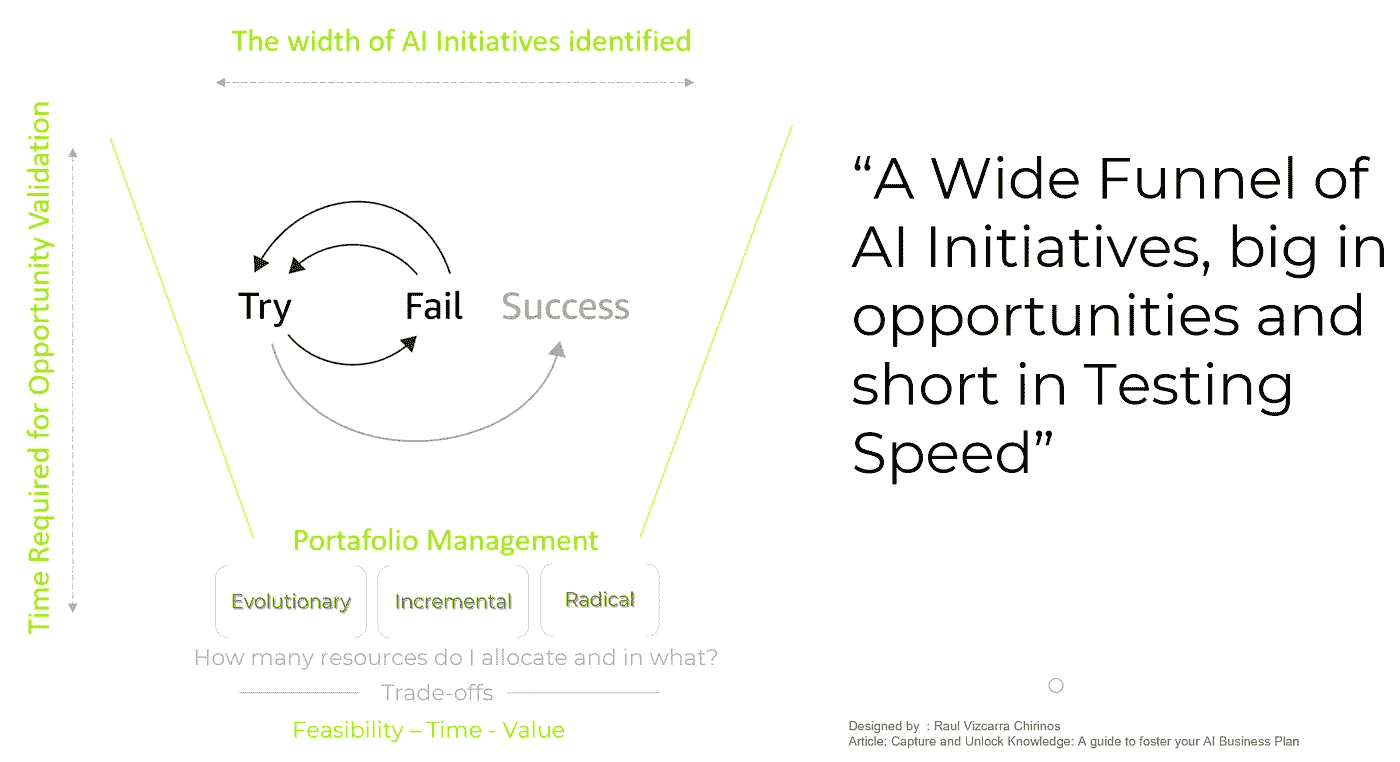 The width of AI Initiatives identified
Time Required for Opportunity Validation
Try
Fail
Success
Portafolio Management
Evolutionary
Incremental
Radical
How many resources do I allocate and in what?
Trade-offs
Feasibility – Time - Value
“A Wide Funnel of
AI Initiatives, big in
opportunities and
short in Testing
Speed”
Designed by : Raul Vizcarra Chirinos
Article: Capture and Unlock Knowledge: A guide to foster your AI Business Plan